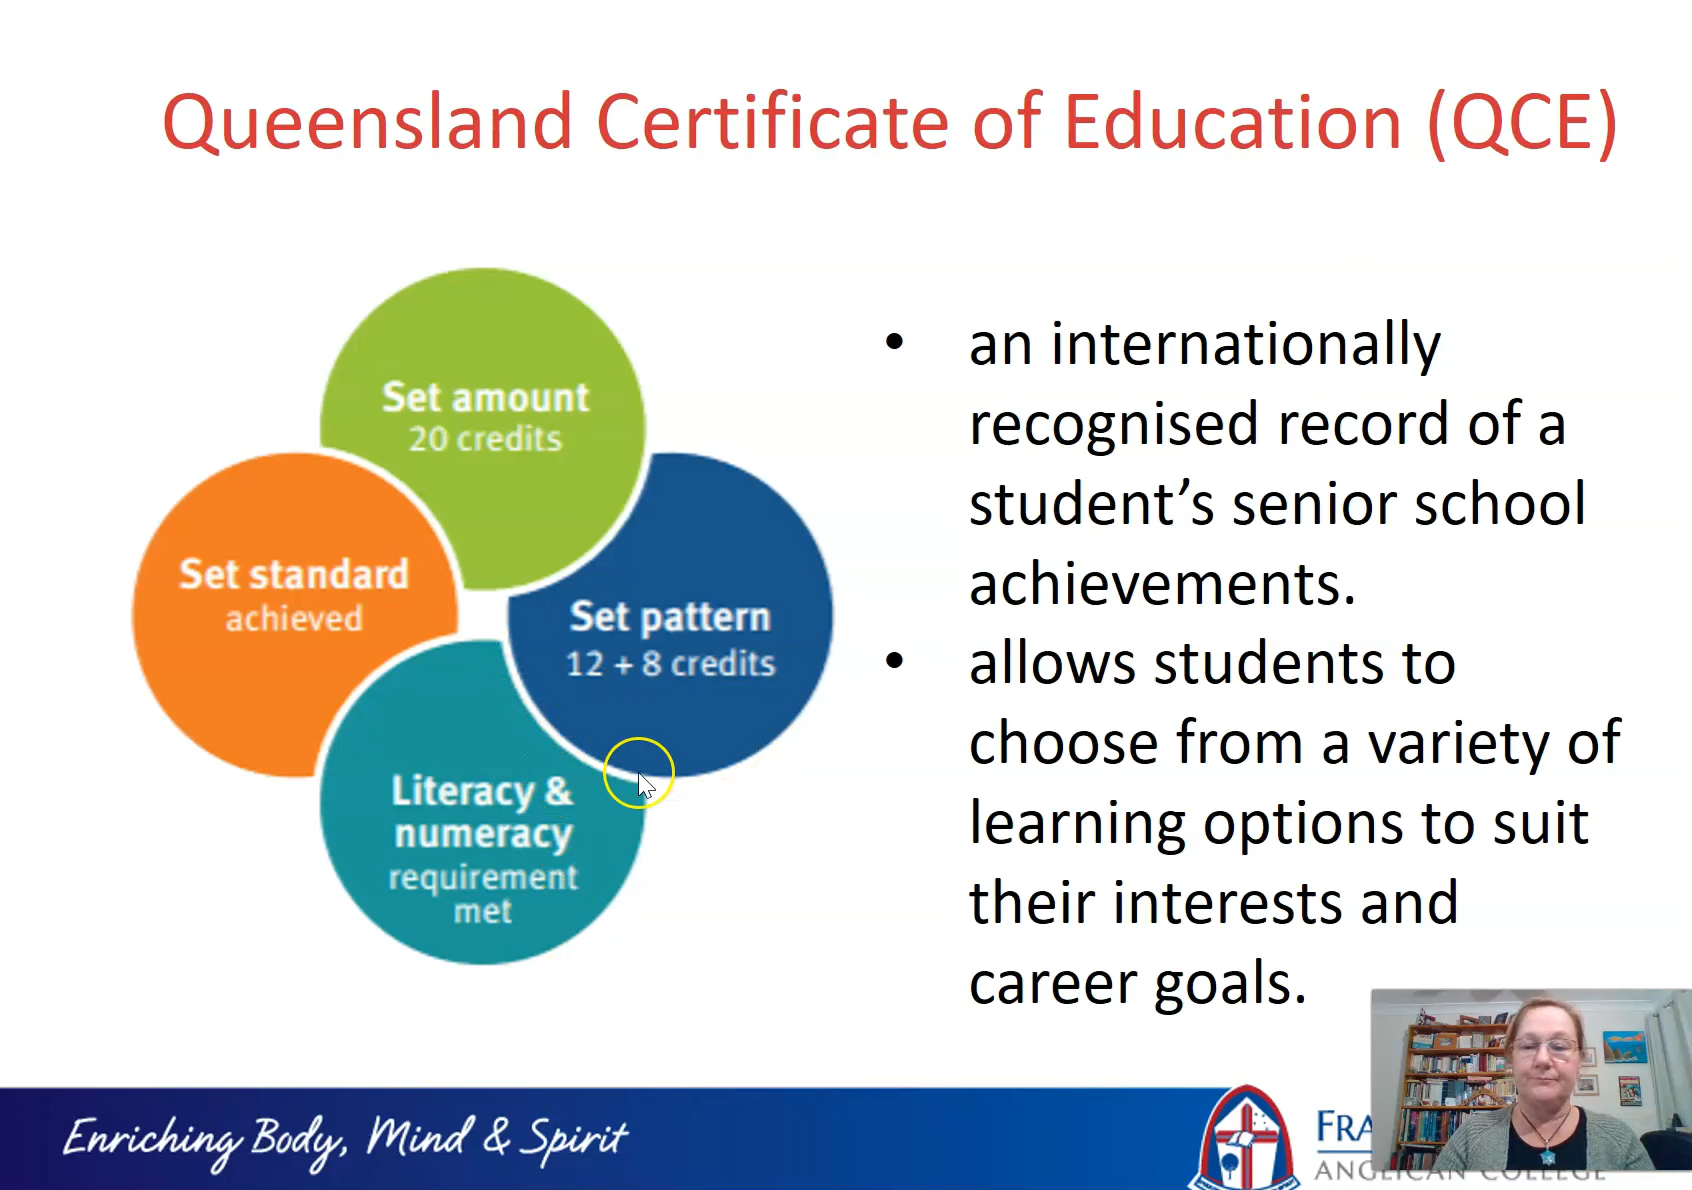 Queensland Certificate of Education (QCE)
Set amount
20 credits
Set standard
achieved
Set pattern
12 + 8 credits
Literacy &
numeracy
requirement
met
• an internationally
recognised record of a
student’s senior school
achievements.
• allows students to
choose from a variety of
learning options to suit
their interests and
career goals.
Enriching Body, Mind & Spirit
ANGLICAN COLLEGE